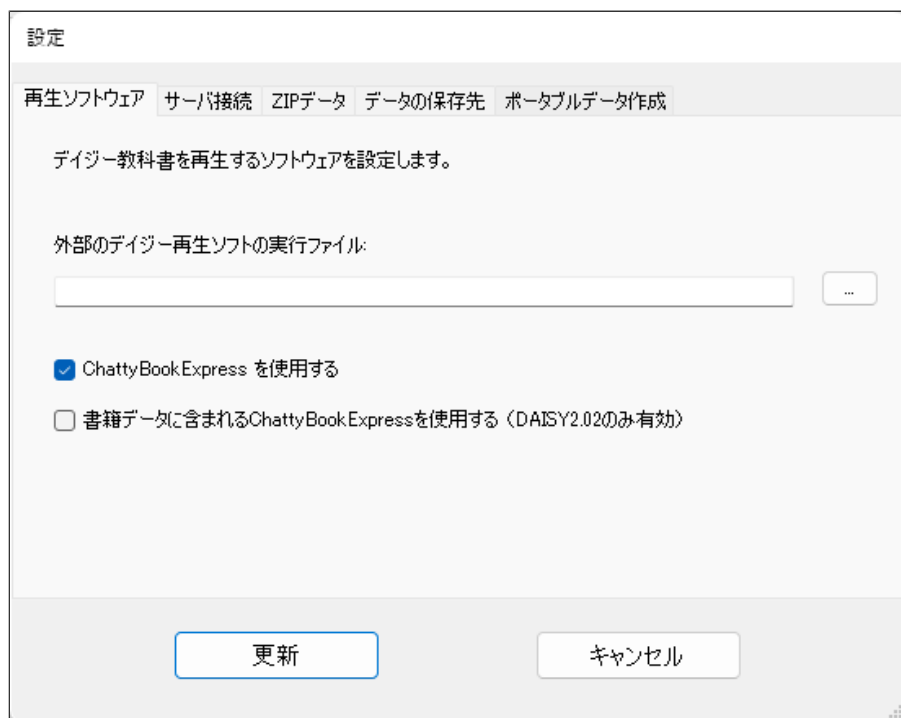 設定
再生ソフトウェア サーバ接続 ZIPデータ データの保存先 ポータブルデータ作成
デイジー教科書を再生するソフトウェアを設定します。
外部のデイジー再生ソフトの実行ファイル:
...
ChattyBookExpress を使用する
書籍データに含まれるChattyBookExpressを使用する（DAISY2.02のみ有効）
更新 キャンセル